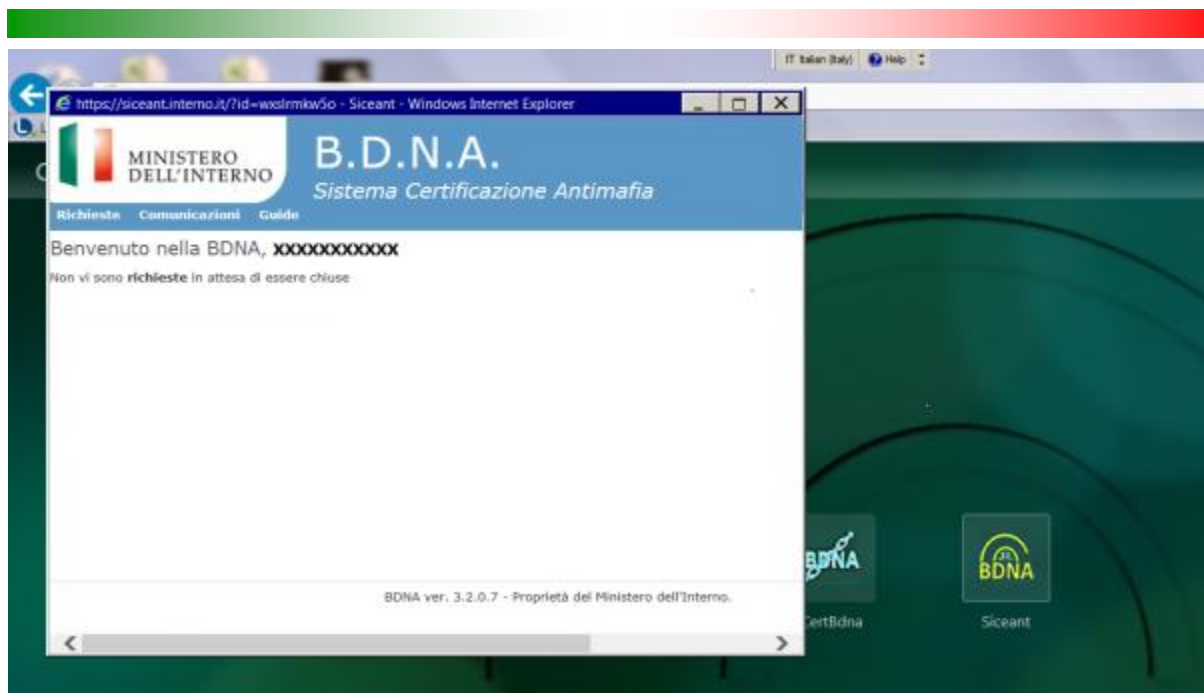 IT Italian (Italy) Help
https://siceant.interno.it/?id=wxslrmkw5o - Siceant - Windows Internet Explorer
MINISTERO
DELL'INTERNO
B.D.N.A.
Sistema Certificazione Antimafia
Richieste Comunicazioni Guide
Benvenuto nella BDNA, xxxxxxxxxxx
Non vi sono richieste in attesa di essere chiuse
BDNA ver. 3.2.0.7 - Proprietà del Ministero dell'Interno.
BDNA
BDNA
CertBdna
Siceant